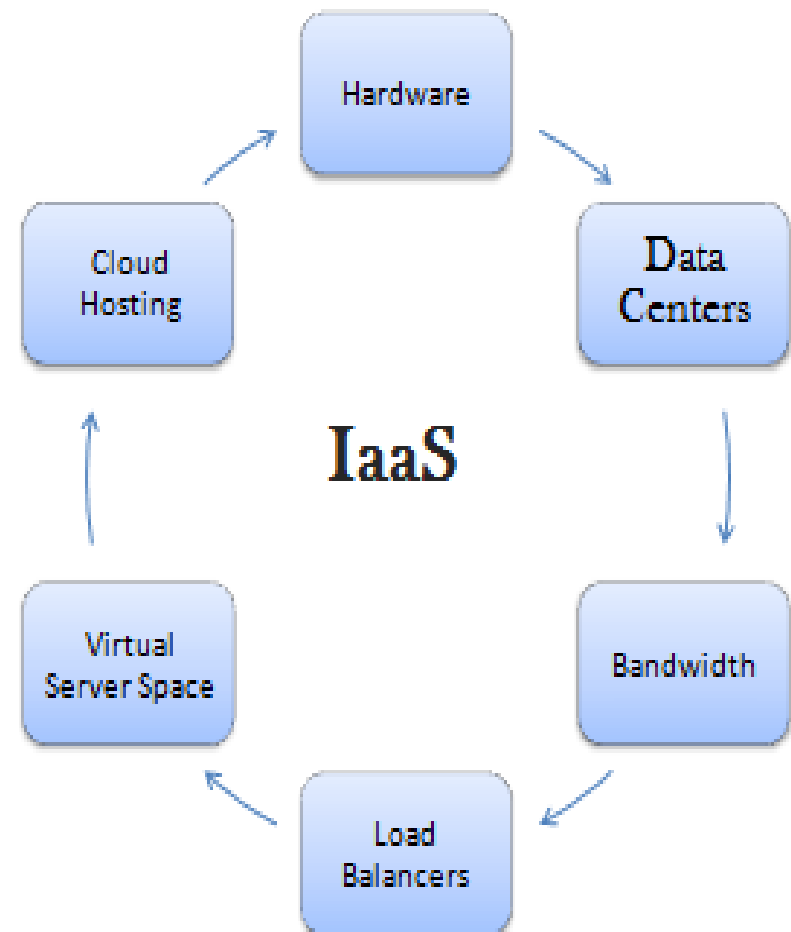 Hardware
Cloud
Hosting
Data
Centers
IaaS
Virtual
Server Space
Bandwidth
Load
Balancers